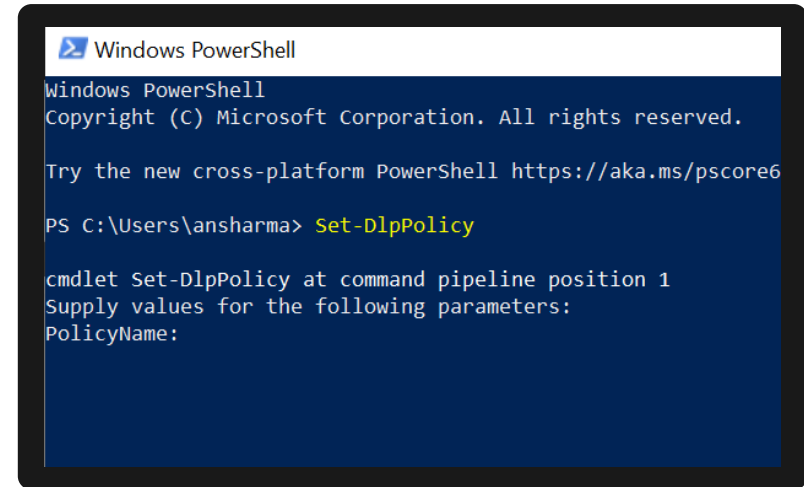 Windows PowerShell
Windows PowerShell
Copyright (C) Microsoft Corporation. All rights reserved.
Try the new cross-platform PowerShell https://aka.ms/pscore6
PS C:\Users\ansharma> Set-DlpPolicy
cmdlet Set-DlpPolicy at command pipeline position 1
Supply values for the following parameters:
PolicyName: